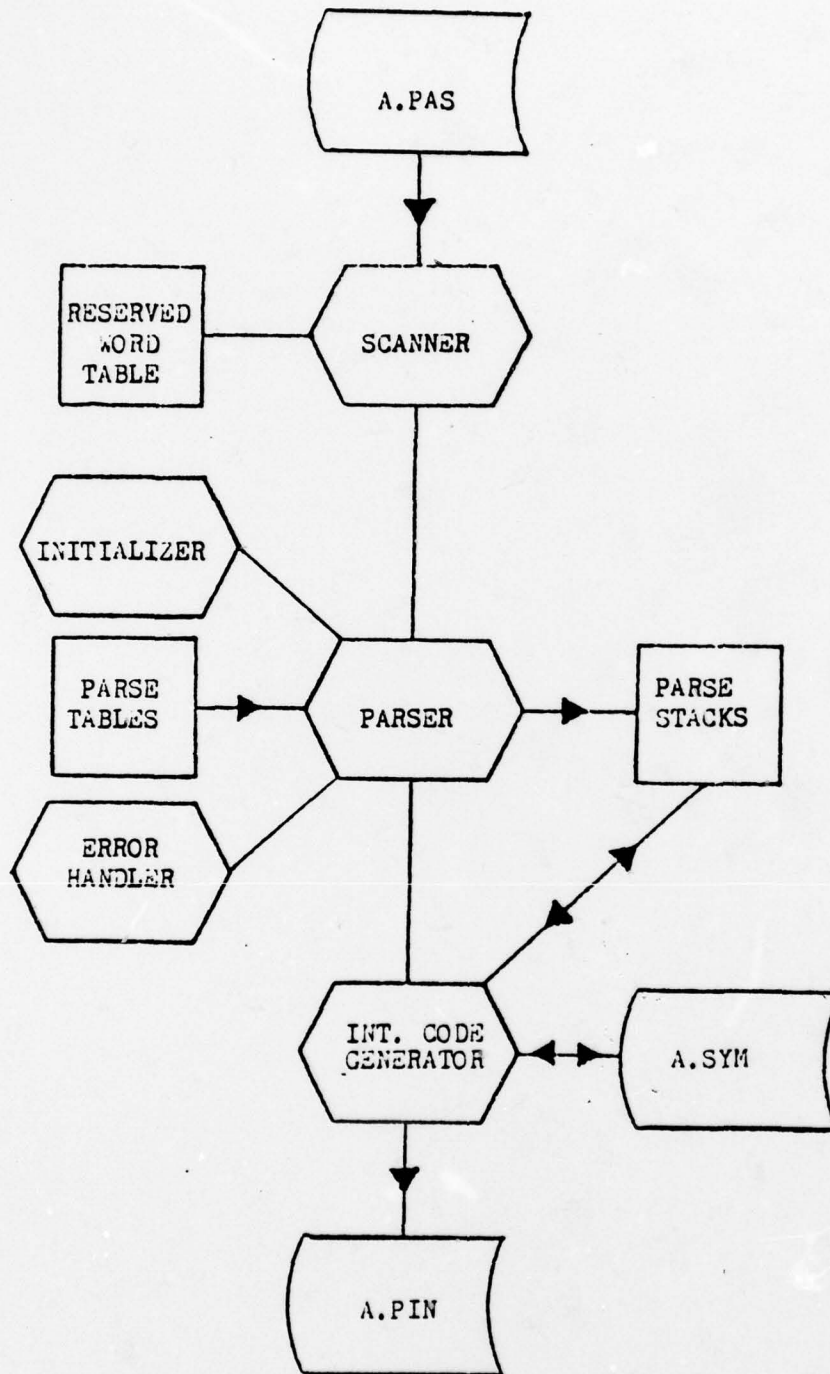 A.PAS
RESERVED
WORD
TABLE
SCANNER
INITIALIZER
PARSE
TABLES
PARSER
PARSE
STACKS
ERROR
HANDLER
INT. CODE
GENERATOR
A.SYM
A.PIN